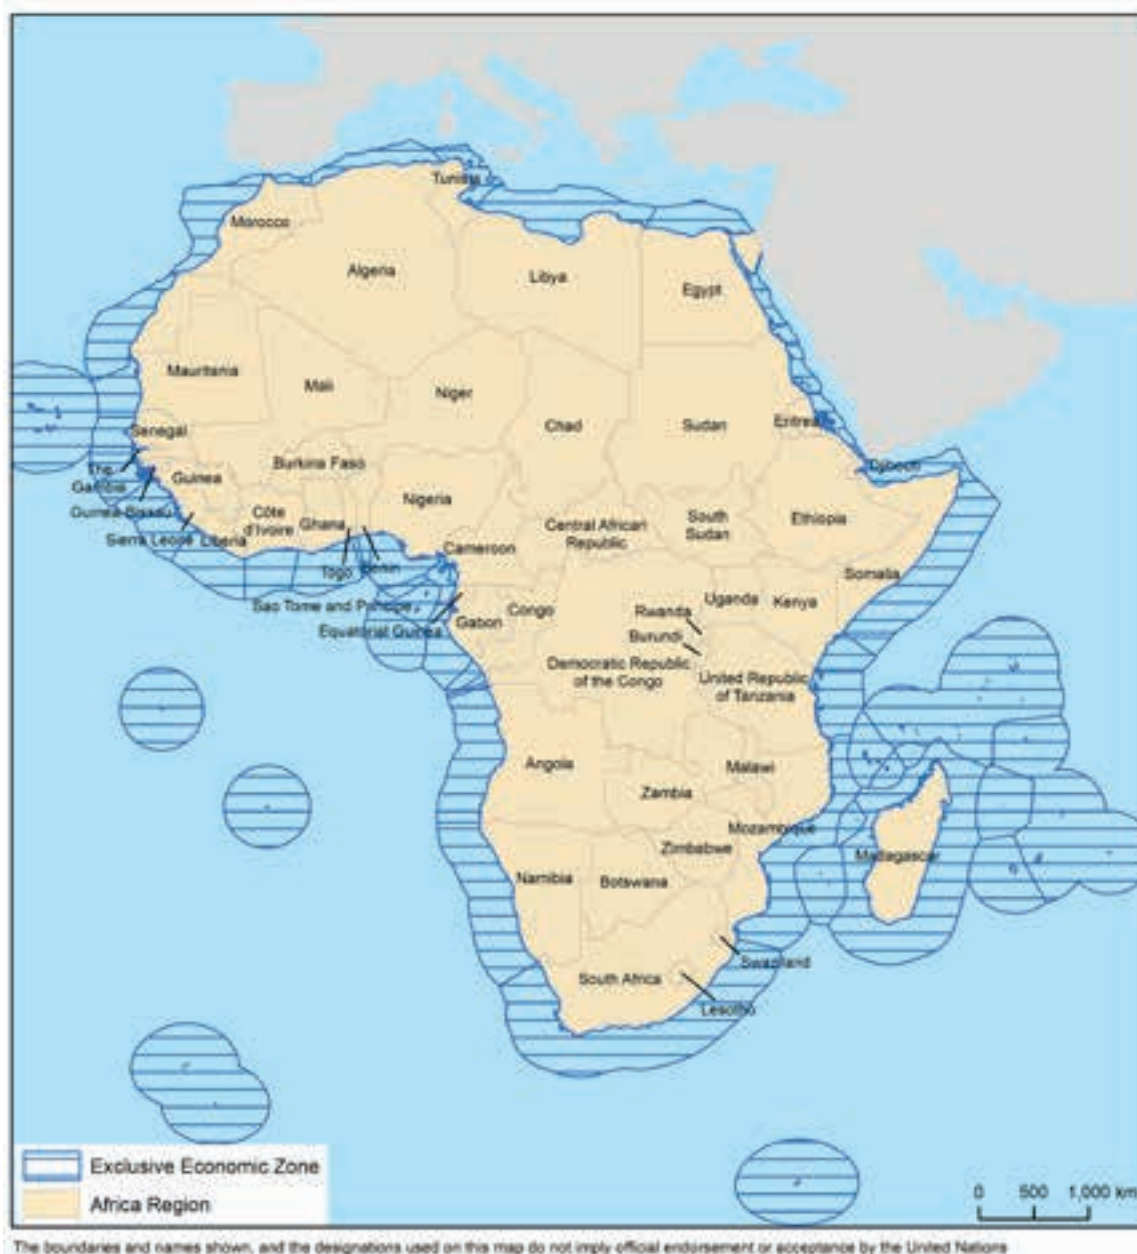 Tunisia
Morocco
Algeria
Libya
Egypt
Mauritania
Mali
Niger
Chad
Sudan
Eritrea
Senegal
The
Gambia
Guinea
Burkina Faso
Nigeria
Djibouti
Guinea-Bissau
Sierra Leone
Liberia
Côte
d'Ivoire
Ghana
Togo
Benin
Cameroon
Central African
Republic
South
Sudan
Ethiopia
Somalia
Sao Tome and Principe
Equatorial Guinea
Gabon
Congo
Rwanda
Uganda
Kenya
Burundi
Democratic Republic
of the Congo
United Republic
of Tanzania
Angola
Malawi
Zambia
Mozambique
Zimbabwe
Madagascar
Namibia
Botswana
South Africa
Swaziland
Lesotho
Exclusive Economic Zone
Africa Region
0 500 1,000 km
The boundaries and names shown, and the designations used on this map do not imply official endorsement or acceptance by the United Nations